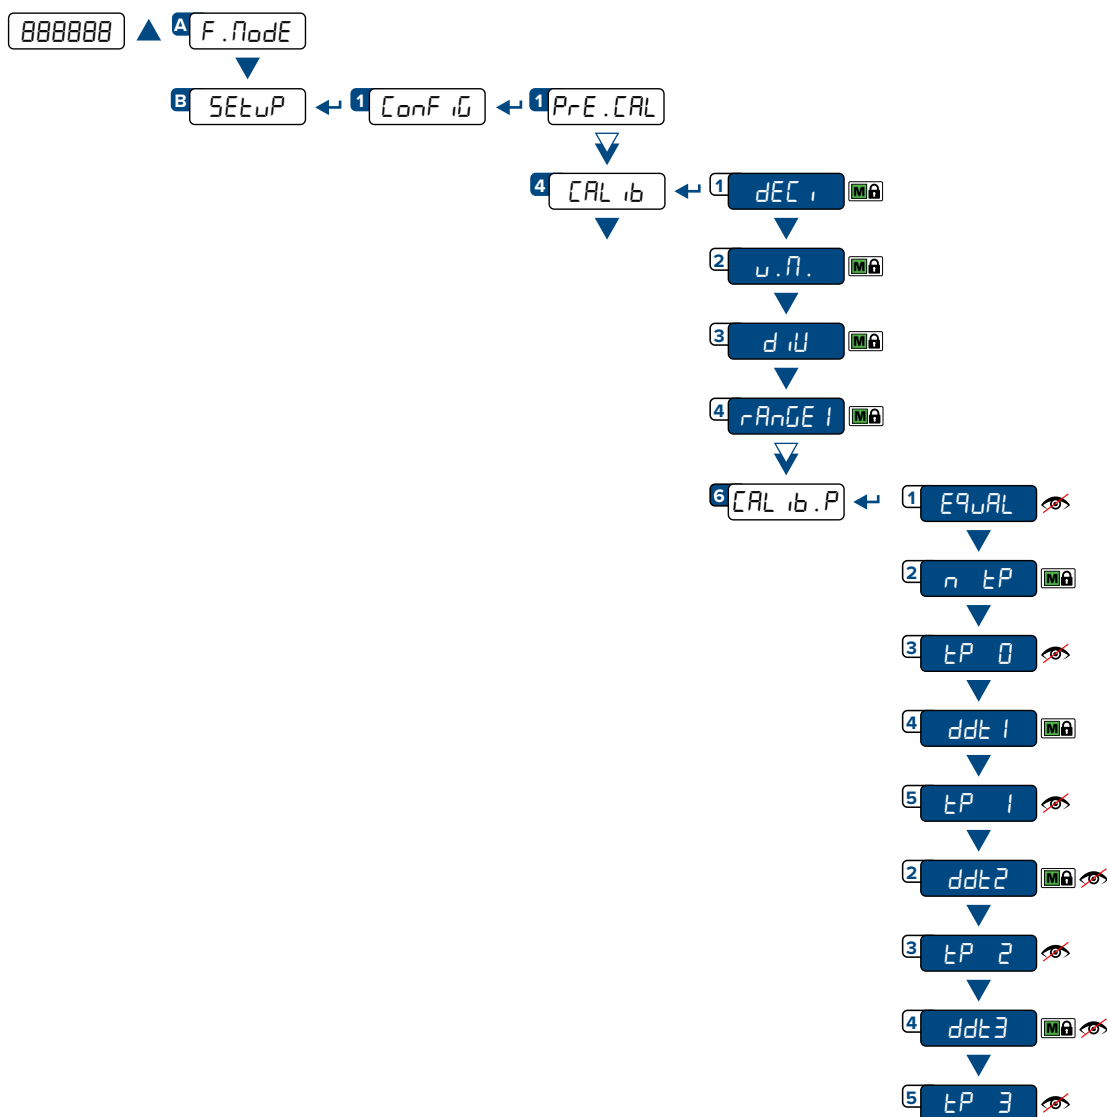 888888 A F.ModE
B SEtuP 1 ConFiG 1 PrE.CAL
4 CALib 1 dECi M
2 u.M. M
3 diU M
4 rAnGE1 M
6 CALib.P 1 EquAL
2 n tP M
3 tP 0
4 ddt1 M
5 tP 1
2 ddt2 M
3 tP 2
4 ddt3 M
5 tP 3